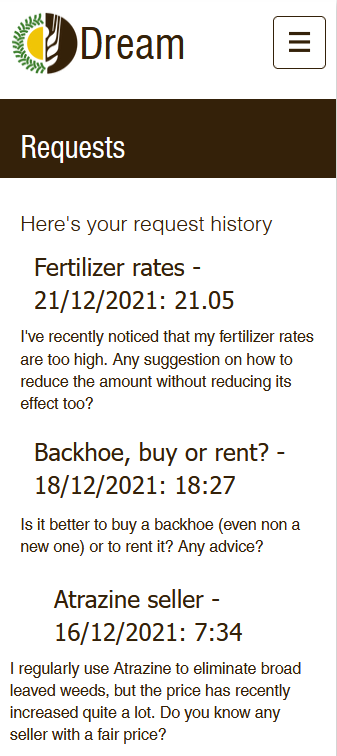 Dream
Requests
Here's your request history
Fertilizer rates -
21/12/2021: 21.05
I've recently noticed that my fertilizer rates
are too high. Any suggestion on how to
reduce the amount without reducing its
effect too?
Backhoe, buy or rent? -
18/12/2021: 18:27
Is it better to buy a backhoe (even non a
new one) or to rent it? Any advice?
Atrazine seller -
16/12/2021: 7:34
I regularly use Atrazine to eliminate broad
leaved weeds, but the price has recently
increased quite a lot. Do you know any
seller with a fair price?